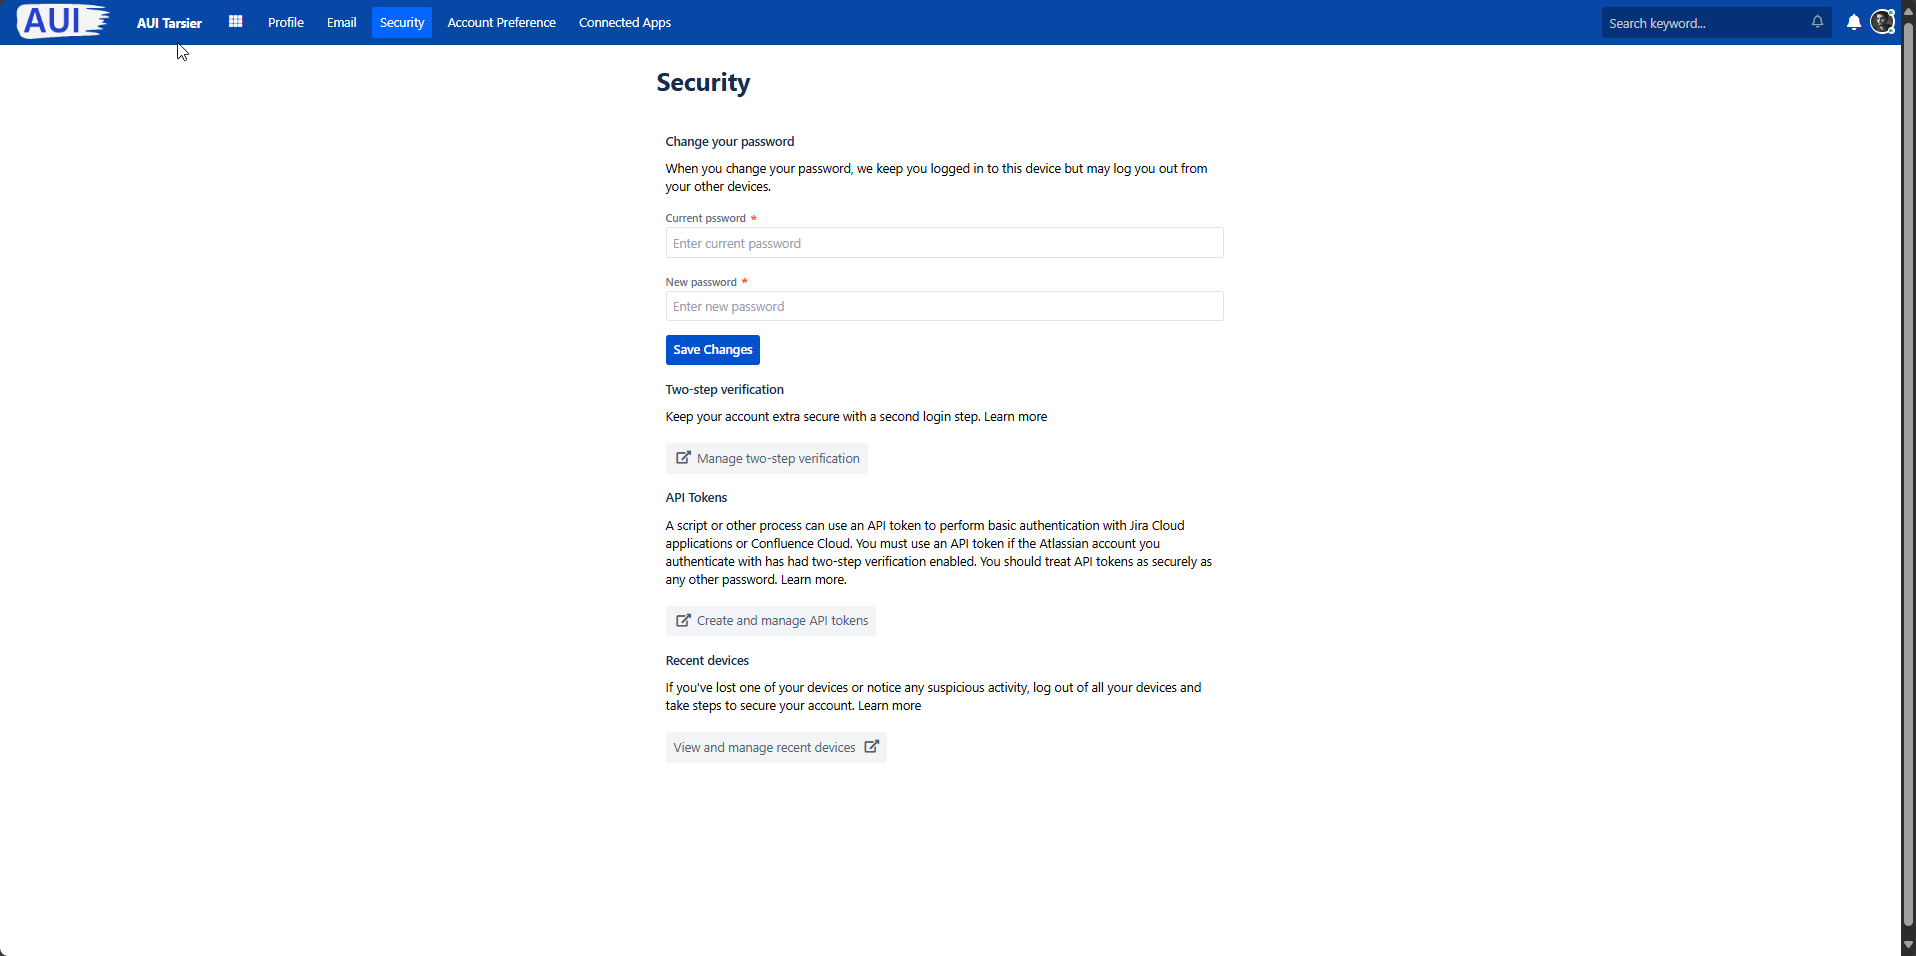 AUI AUI Tarsier Profile Email Security Account Preference Connected Apps Search keyword...
Security
Change your password
When you change your password, we keep you logged in to this device but may log you out from
your other devices.
Current pssword *
Enter current password
New password *
Enter new password
Save Changes
Two-step verification
Keep your account extra secure with a second login step. Learn more
Manage two-step verification
API Tokens
A script or other process can use an API token to perform basic authentication with Jira Cloud
applications or Confluence Cloud. You must use an API token if the Atlassian account you
authenticate with has had two-step verification enabled. You should treat API tokens as securely as
any other password. Learn more.
Create and manage API tokens
Recent devices
If you've lost one of your devices or notice any suspicious activity, log out of all your devices and
take steps to secure your account. Learn more
View and manage recent devices